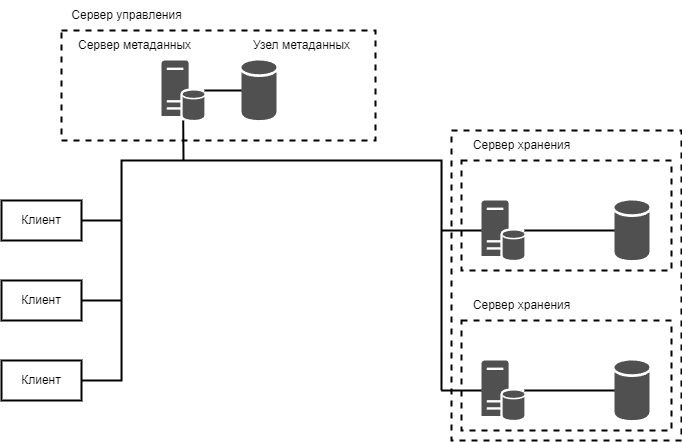 Сервер управления
Сервер метаданных
Узел метаданных
Сервер хранения
Клиент
Клиент
Сервер хранения
Клиент